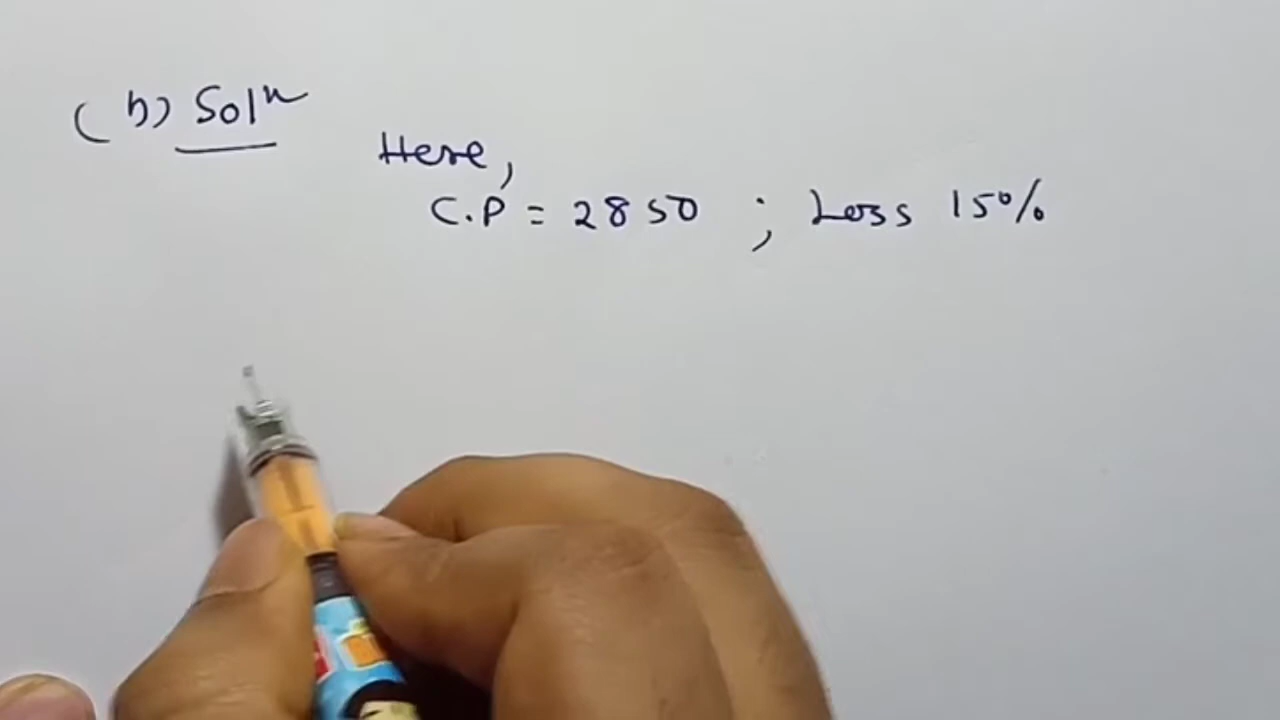 (b) Solⁿ
Here,
C.P = 2850 ; Loss 15%